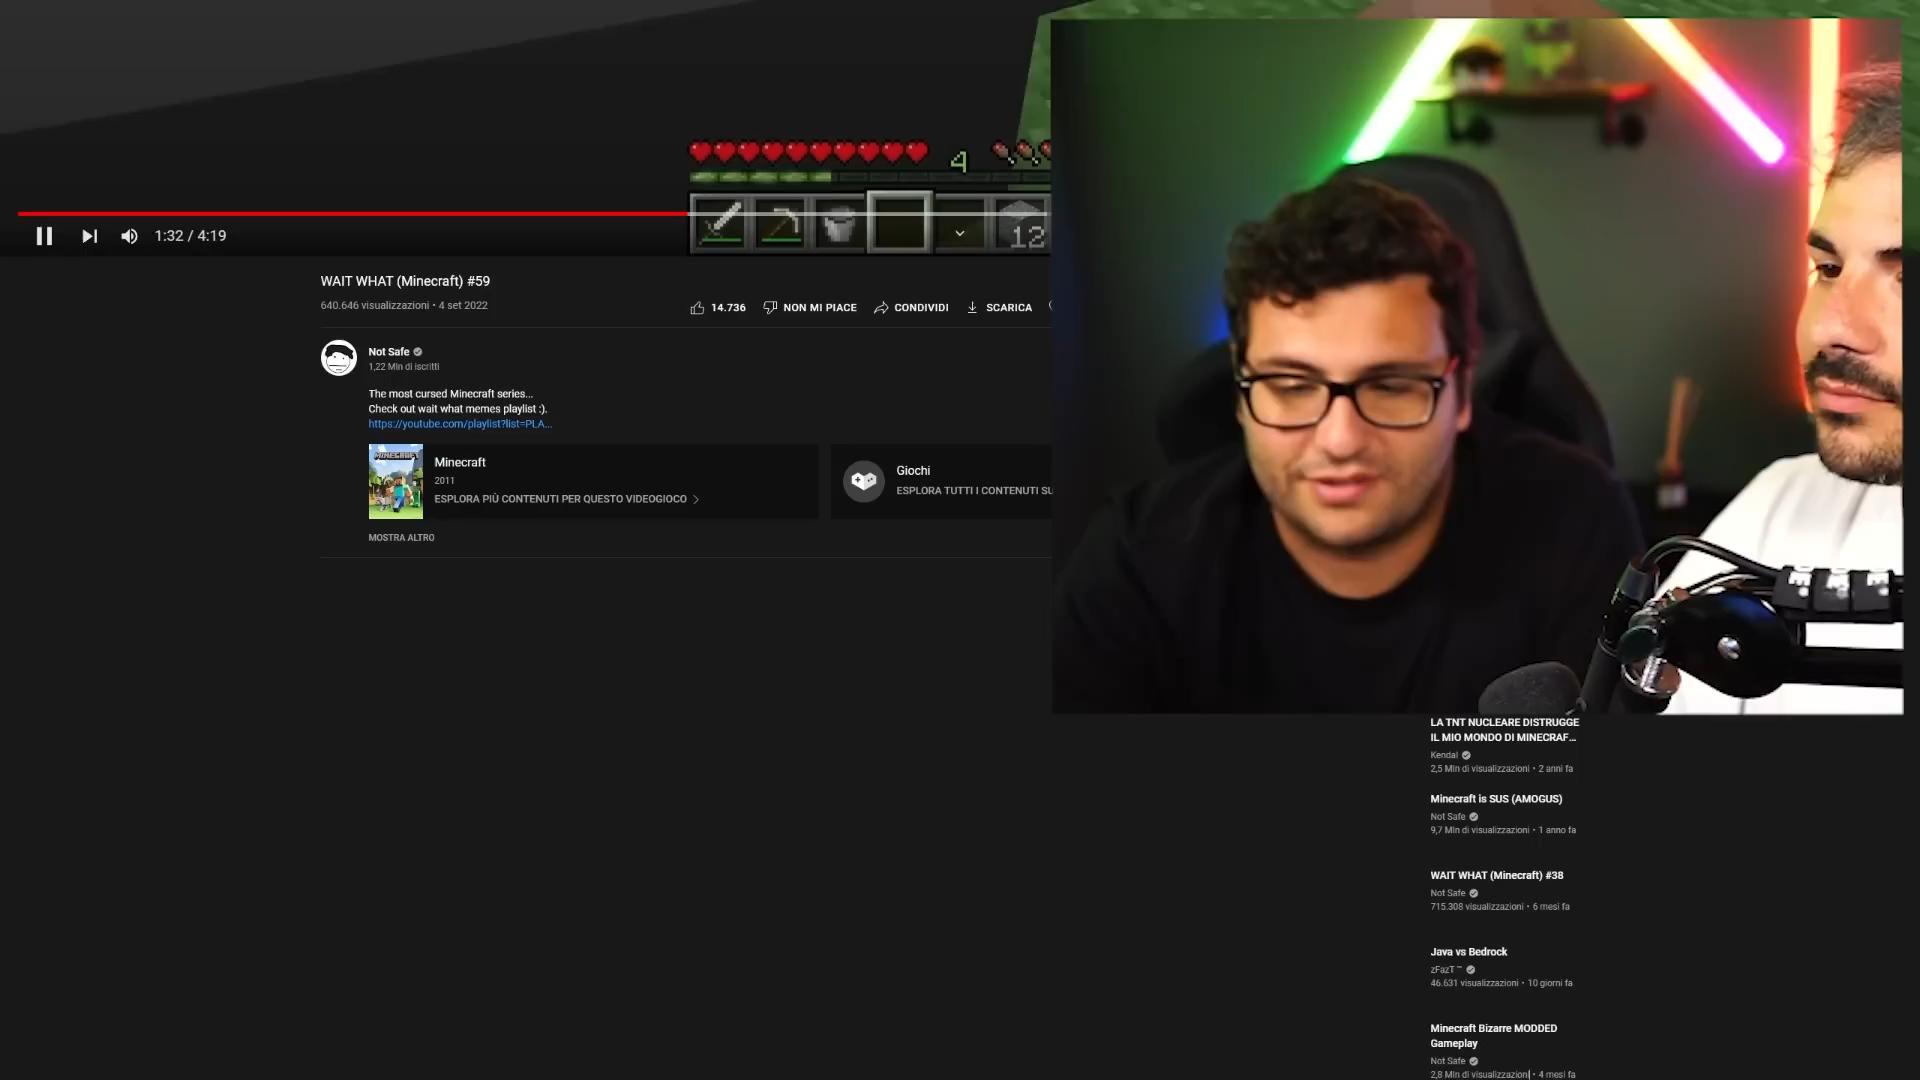 4
12
1:32 / 4:19
WAIT WHAT (Minecraft) #59
640.646 visualizzazioni • 4 set 2022
14.736
NON MI PIACE
CONDIVIDI
SCARICA
Not Safe
1,22 Mln di iscritti
The most cursed Minecraft series...
Check out wait what memes playlist :).
https://youtube.com/playlist?list=PLA...
MINECRAFT
Minecraft
2011
ESPLORA PIÙ CONTENUTI PER QUESTO VIDEOGIOCO
Giochi
ESPLORA TUTTI I CONTENUTI SU
MOSTRA ALTRO
LA TNT NUCLEARE DISTRUGGE
IL MIO MONDO DI MINECRAF...
Kendal
2,5 Mln di visualizzazioni • 2 anni fa
Minecraft is SUS (AMOGUS)
Not Safe
9,7 Mln di visualizzazioni • 1 anno fa
WAIT WHAT (Minecraft) #38
Not Safe
715.308 visualizzazioni • 6 mesi fa
Java vs Bedrock
zFazT ™
46.631 visualizzazioni • 10 giorni fa
Minecraft Bizarre MODDED
Gameplay
Not Safe
2,8 Mln di visualizzazioni • 4 mesi fa